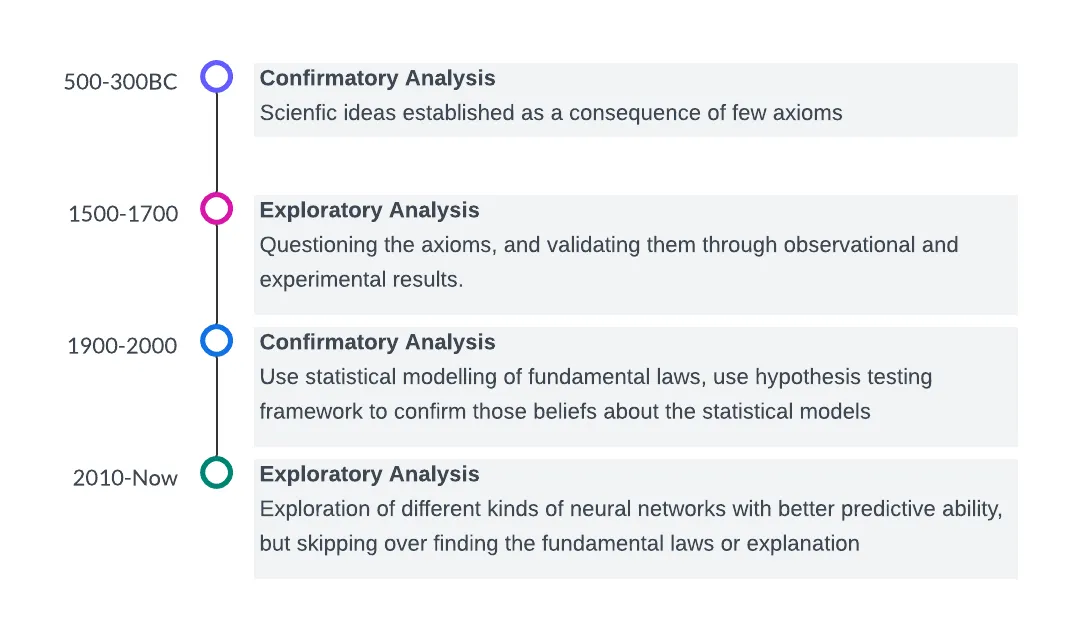 500-300BC
Confirmatory Analysis
Scienfic ideas established as a consequence of few axioms
1500-1700
Exploratory Analysis
Questioning the axioms, and validating them through observational and
experimental results.
1900-2000
Confirmatory Analysis
Use statistical modelling of fundamental laws, use hypothesis testing
framework to confirm those beliefs about the statistical models
2010-Now
Exploratory Analysis
Exploration of different kinds of neural networks with better predictive ability,
but skipping over finding the fundamental laws or explanation